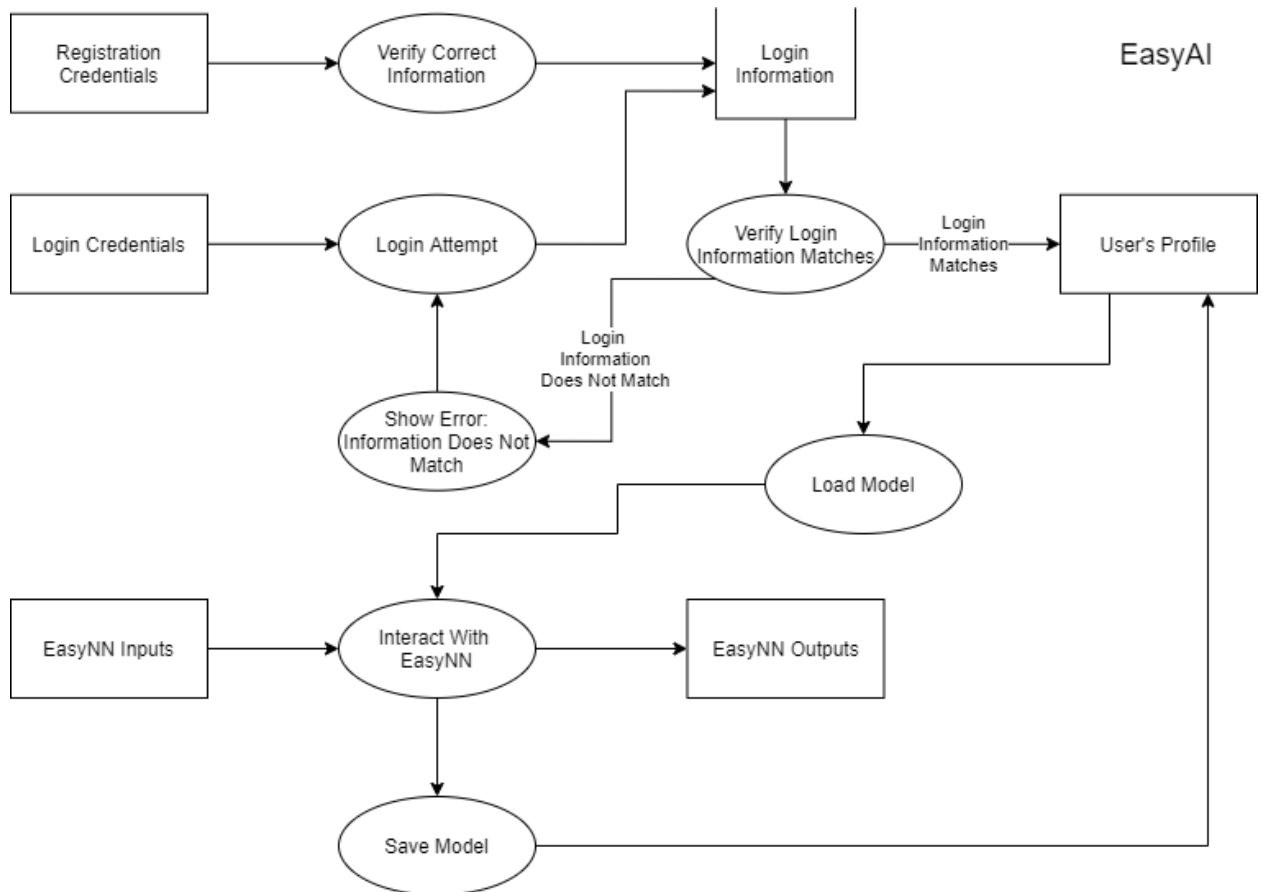 Registration
Credentials
Verify Correct
Information
Login
Information
EasyAI
Login Credentials
Login Attempt
Verify Login
Information Matches
Login
Information
Matches
User's Profile
Login
Information
Does Not Match
Show Error:
Information Does Not
Match
Load Model
EasyNN Inputs
Interact With
EasyNN
EasyNN Outputs
Save Model